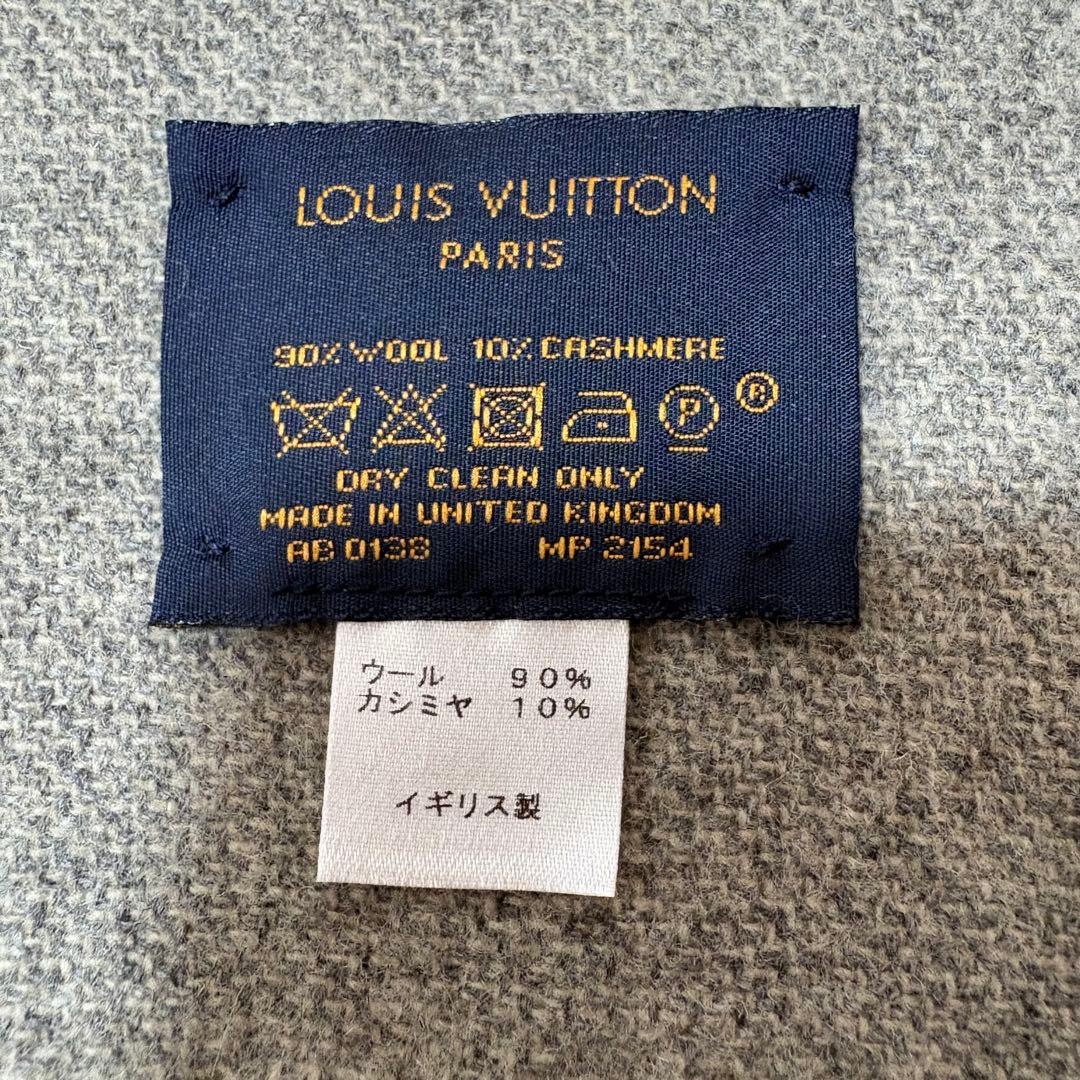 LOUIS VUITTON
PARIS
90% WOOL 10% CASHMERE
P ®
DRY CLEAN ONLY
MADE IN UNITED KINGDOM
AB 0138 MP 2154
ウール 90%
カシミヤ 10%
イギリス製